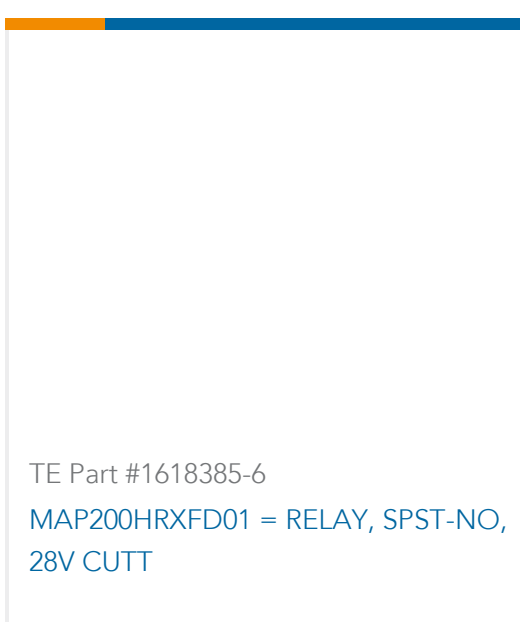 TE Part #1618385-6
MAP200HRXFD01 = RELAY, SPST-NO,
28V CUTT